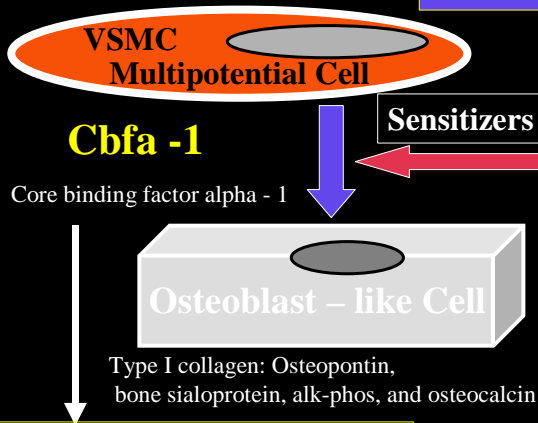 VSMC
Multipotential Cell
Sensitizers
Cbfa -1
Core binding factor alpha - 1
Osteoblast – like Cell
Type I collagen: Osteopontin,
bone sialoprotein, alk-phos, and osteocalcin